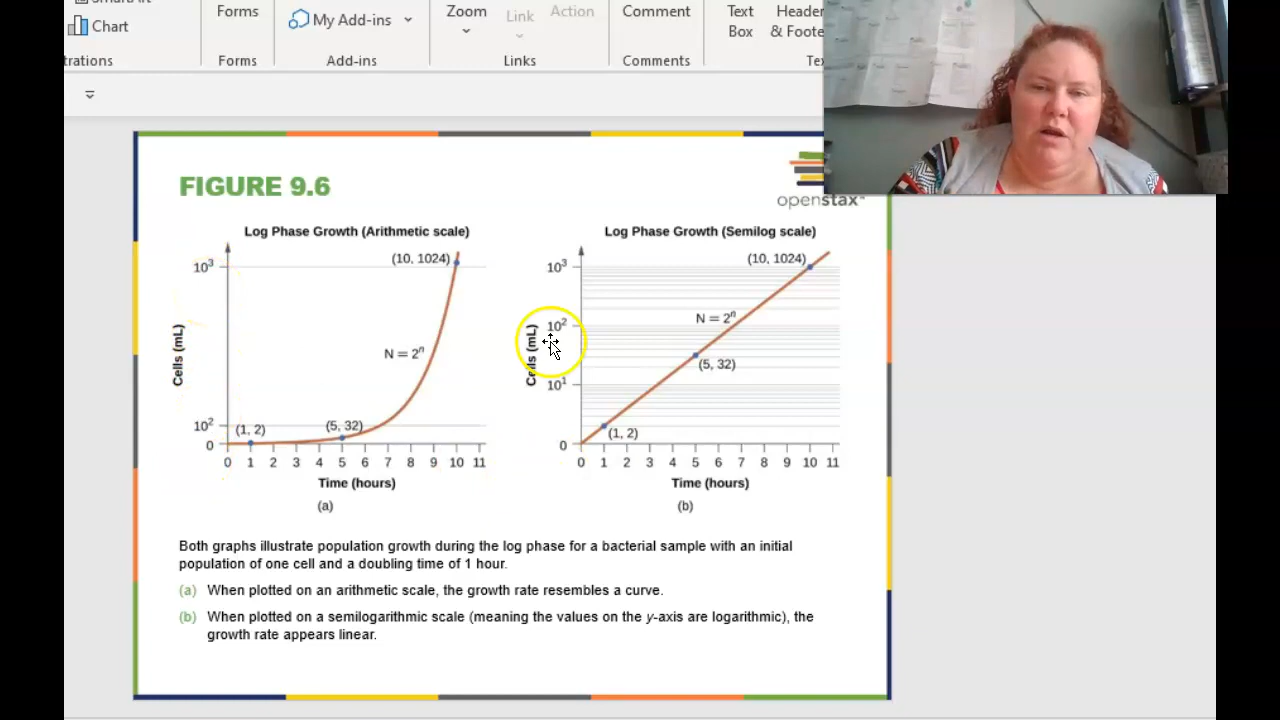 SmartArt
Chart
trations
Forms
Forms
My Add-ins
Add-ins
Zoom
Link
Action
Links
Comment
Comment
Comments
Text
Box
Header
& Foote
Tex
FIGURE 9.6
openstax
Log Phase Growth (Arithmetic scale)
10³
(10, 1024)
N = 2ⁿ
Cells (mL)
10²
(1, 2)
(5, 32)
0
0 1 2 3 4 5 6 7 8 9 10 11
Time (hours)
(a)
Log Phase Growth (Semilog scale)
10³
(10, 1024)
10²
N = 2ⁿ
Cells (mL)
(5, 32)
10¹
(1, 2)
0
0 1 2 3 4 5 6 7 8 9 10 11
Time (hours)
(b)
Both graphs illustrate population growth during the log phase for a bacterial sample with an initial
population of one cell and a doubling time of 1 hour.
(a) When plotted on an arithmetic scale, the growth rate resembles a curve.
(b) When plotted on a semilogarithmic scale (meaning the values on the y-axis are logarithmic), the
growth rate appears linear.